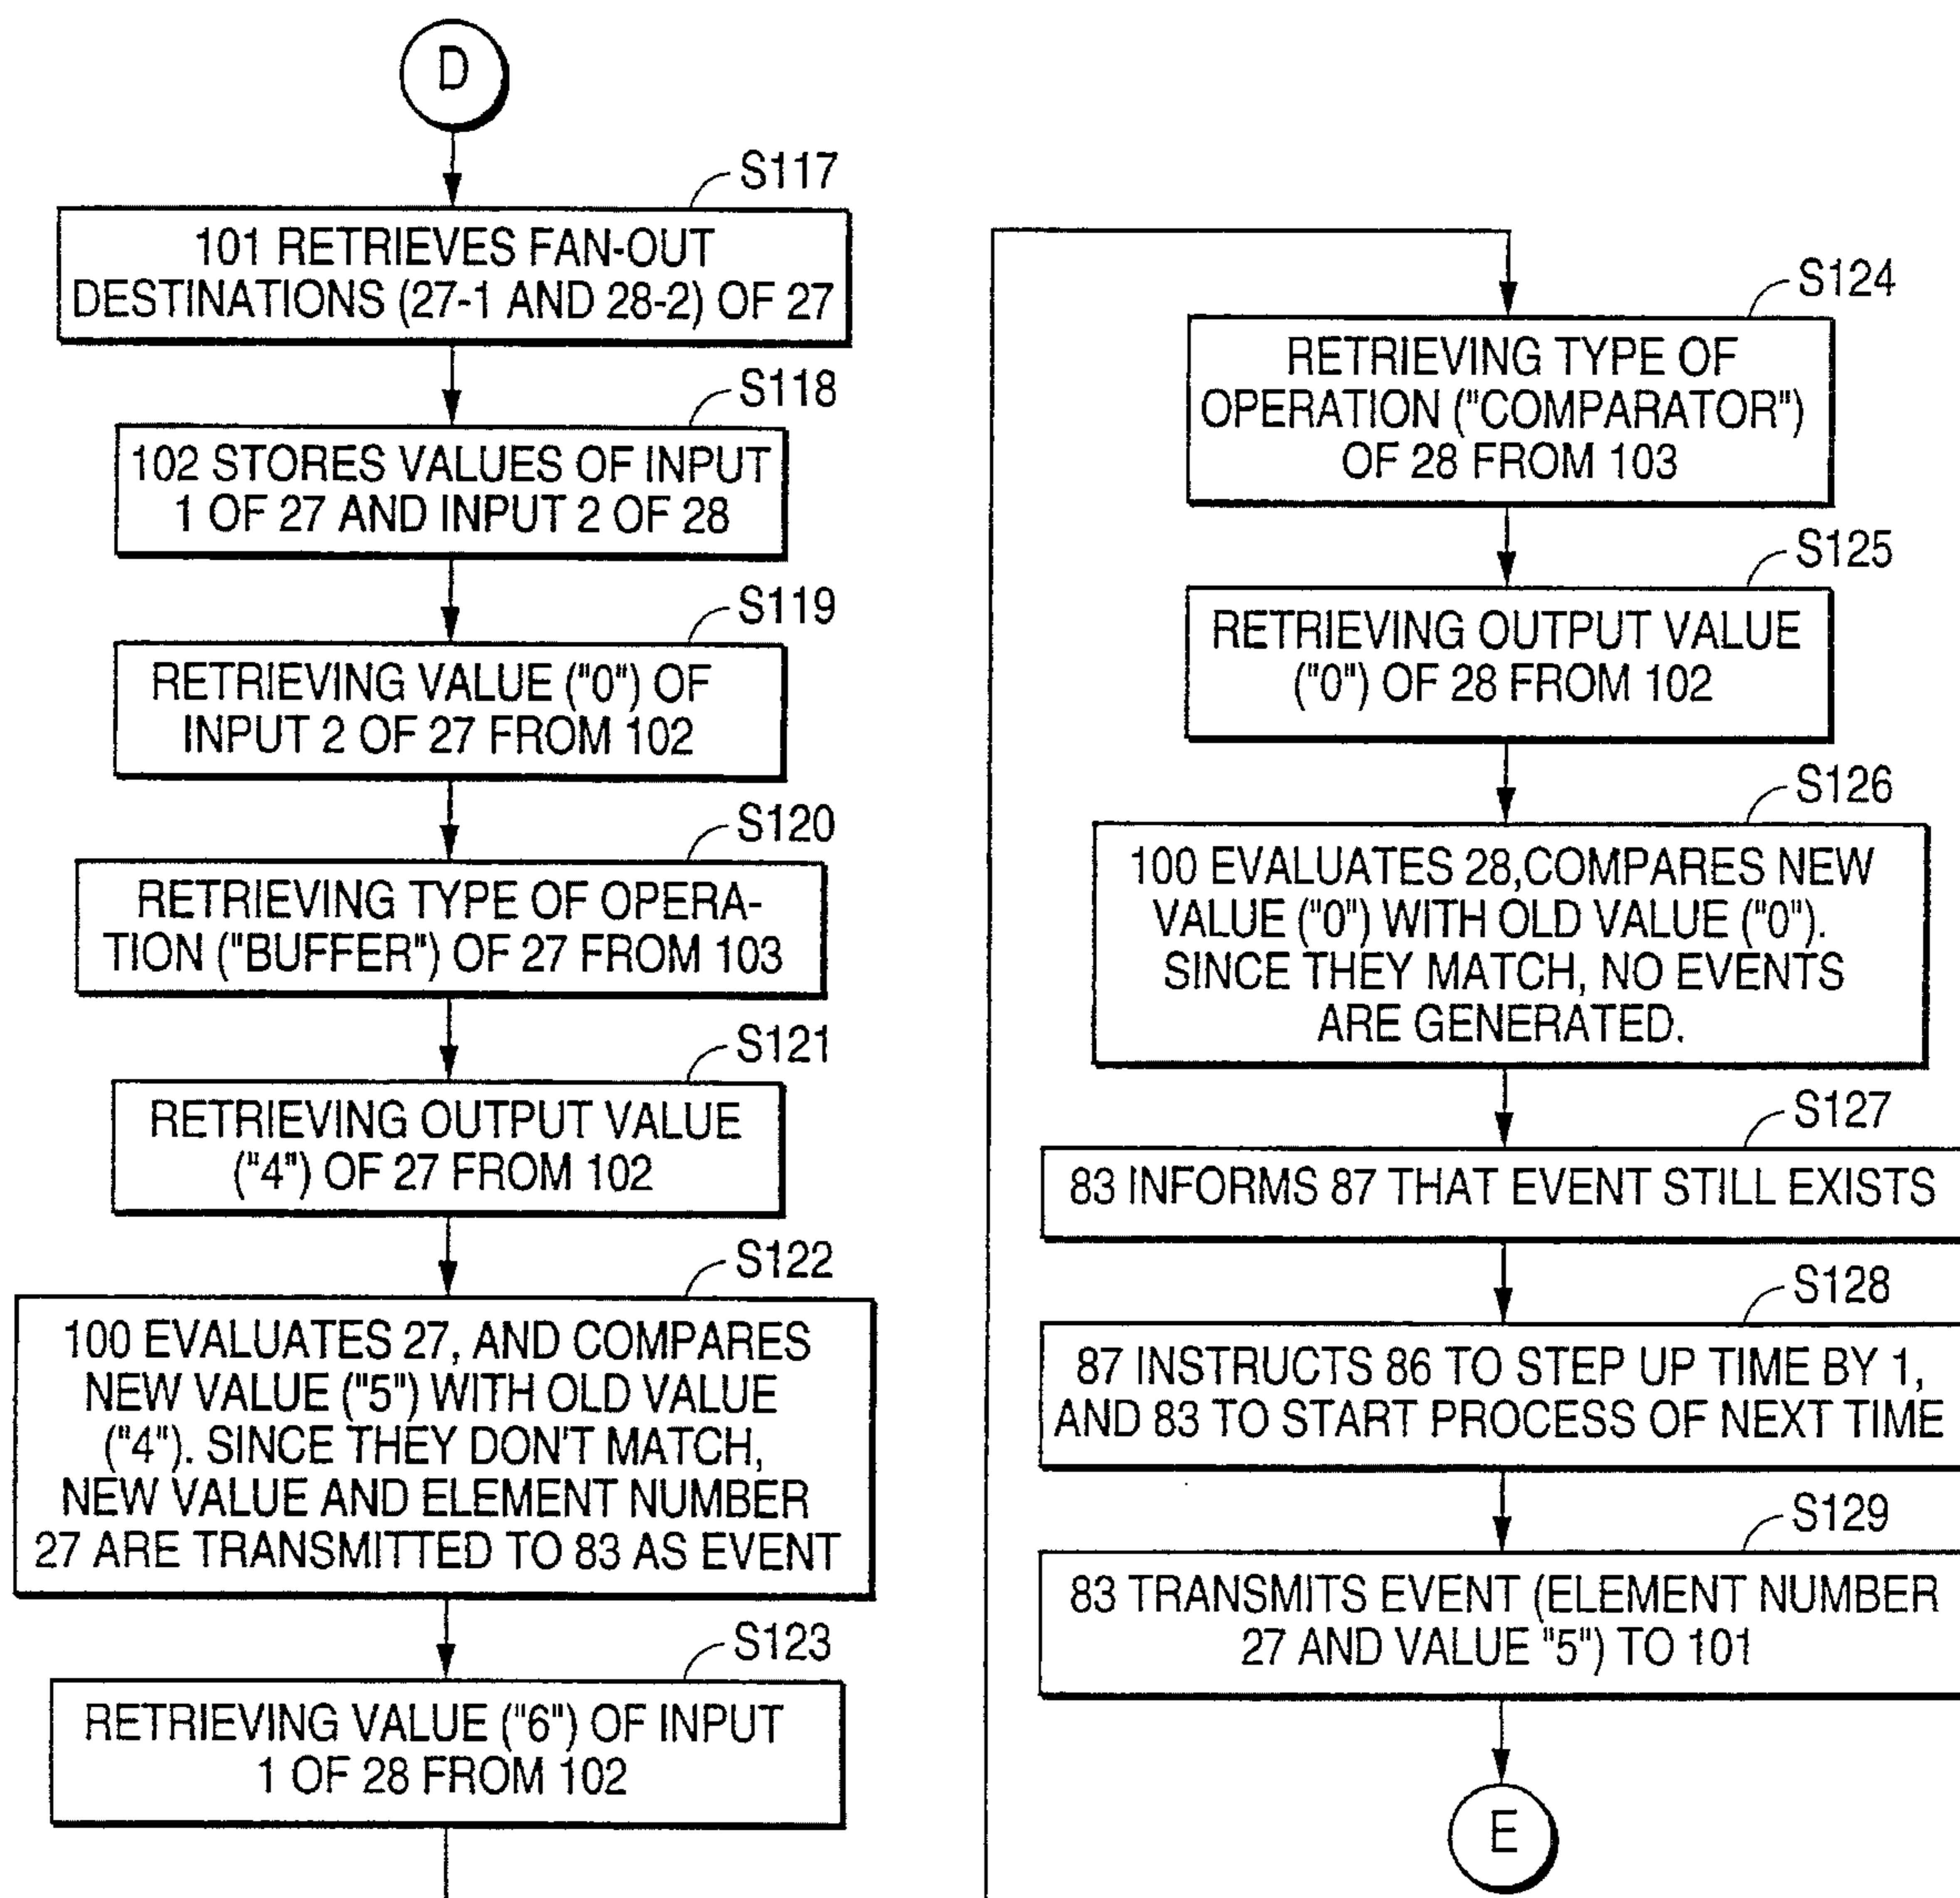 D
S117
101 RETRIEVES FAN-OUT
DESTINATIONS (27-1 AND 28-2) OF 27
S118
102 STORES VALUES OF INPUT
1 OF 27 AND INPUT 2 OF 28
S119
RETRIEVING VALUE ("0") OF
INPUT 2 OF 27 FROM 102
S120
RETRIEVING TYPE OF OPERA-
TION ("BUFFER") OF 27 FROM 103
S121
RETRIEVING OUTPUT VALUE
("4") OF 27 FROM 102
S122
100 EVALUATES 27, AND COMPARES
NEW VALUE ("5") WITH OLD VALUE
("4"). SINCE THEY DON'T MATCH,
NEW VALUE AND ELEMENT NUMBER
27 ARE TRANSMITTED TO 83 AS EVENT
S123
RETRIEVING VALUE ("6") OF INPUT
1 OF 28 FROM 102
S124
RETRIEVING TYPE OF
OPERATION ("COMPARATOR")
OF 28 FROM 103
S125
RETRIEVING OUTPUT VALUE
("0") OF 28 FROM 102
S126
100 EVALUATES 28,COMPARES NEW
VALUE ("0") WITH OLD VALUE ("0").
SINCE THEY MATCH, NO EVENTS
ARE GENERATED.
S127
83 INFORMS 87 THAT EVENT STILL EXISTS
S128
87 INSTRUCTS 86 TO STEP UP TIME BY 1,
AND 83 TO START PROCESS OF NEXT TIME
S129
83 TRANSMITS EVENT (ELEMENT NUMBER
27 AND VALUE "5") TO 101
E